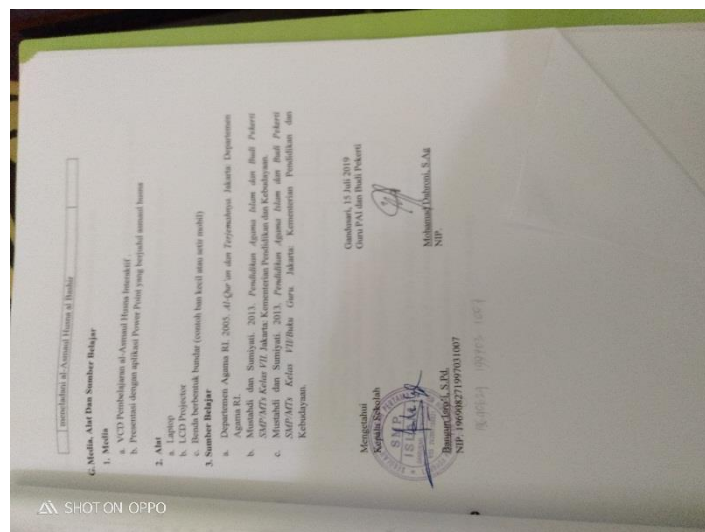 meneladani al-Asmaul Husna al Bashir
G. Media, Alat Dan Sumber Belajar
1. Media
a. VCD Pembelajaran al-Asmaul Husna Interaktif
b. Presentasi dengan aplikasi Power Point yang berjudul asmaul husna
2. Alat
a. Laptop
b. LCD Projector
c. Benda berbentuk bundar (contoh ban kecil atau setir mobil)
3. Sumber Belajar
a. Departemen Agama RI. 2005. Al-Qur'an dan Terjemahnya. Jakarta: Departemen
Agama RI.
b. Mustahdi dan Sumiyati. 2013. Pendidikan Agama Islam dan Budi Pekerti
SMP/MTs Kelas VII. Jakarta: Kementerian Pendidikan dan Kebudayaan.
c. Mustahdi dan Sumiyati. 2013. Pendidikan Agama Islam dan Budi Pekerti
SMP/MTs Kelas VII/Buku Guru. Jakarta: Kementerian Pendidikan dan
Kebudayaan.
Gandusari, 15 Juli 2019
Mengetahui
Guru PAI dan Budi Pekerti
Kepala Sekolah
SMP
S.Pd.
NIP. 196908271997031007
Mohamad S.Ag
NIP.
SHOT ON OPPO